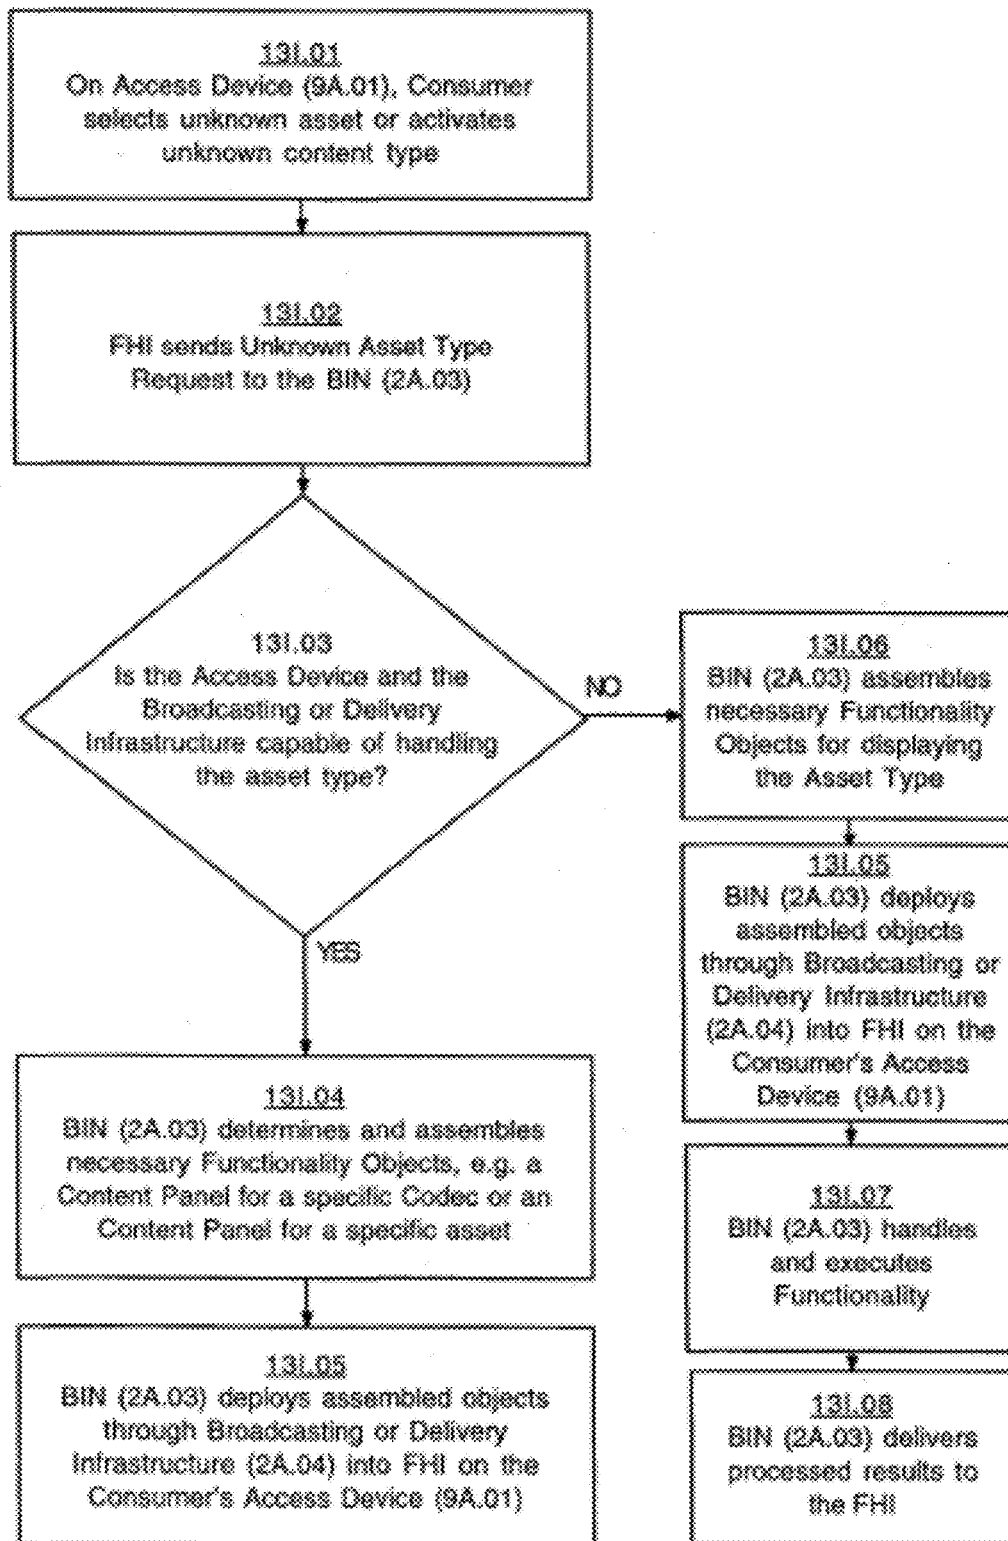 13I.01
On Access Device (9A.01), Consumer
selects unknown asset or activates
unknown content type
13I.02
FHI sends Unknown Asset Type
Request to the BIN (2A.03)
13I.03
Is the Access Device and the
Broadcasting or Delivery
Infrastructure capable of handling
the asset type?
NO
YES
13I.04
BIN (2A.03) determines and assembles
necessary Functionality Objects, e.g. a
Content Panel for a specific Codec or an
Content Panel for a specific asset
13I.05
BIN (2A.03) deploys assembled objects
through Broadcasting or Delivery
Infrastructure (2A.04) into FHI on the
Consumer's Access Device (9A.01)
13I.06
BIN (2A.03) assembles
necessary Functionality
Objects for displaying
the Asset Type
13I.05
BIN (2A.03) deploys
assembled objects
through Broadcasting or
Delivery Infrastructure
(2A.04) into FHI on the
Consumer's Access
Device (9A.01)
13I.07
BIN (2A.03) handles
and executes
Functionality
13I.08
BIN (2A.03) delivers
processed results to
the FHI